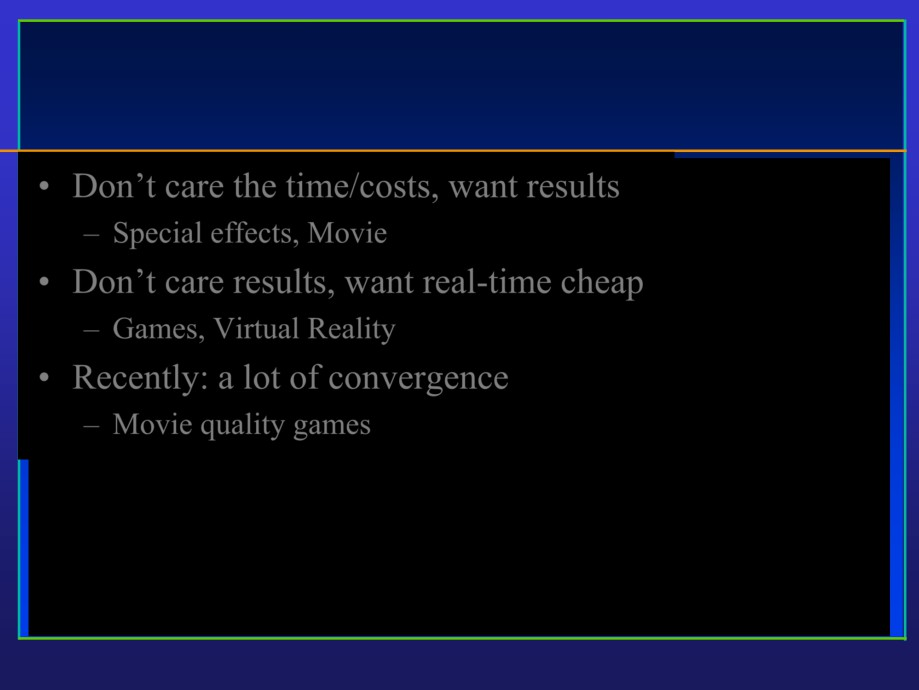 • Don’t care the time/costs, want results
– Special effects, Movie
• Don’t care results, want real-time cheap
– Games, Virtual Reality
• Recently: a lot of convergence
– Movie quality games